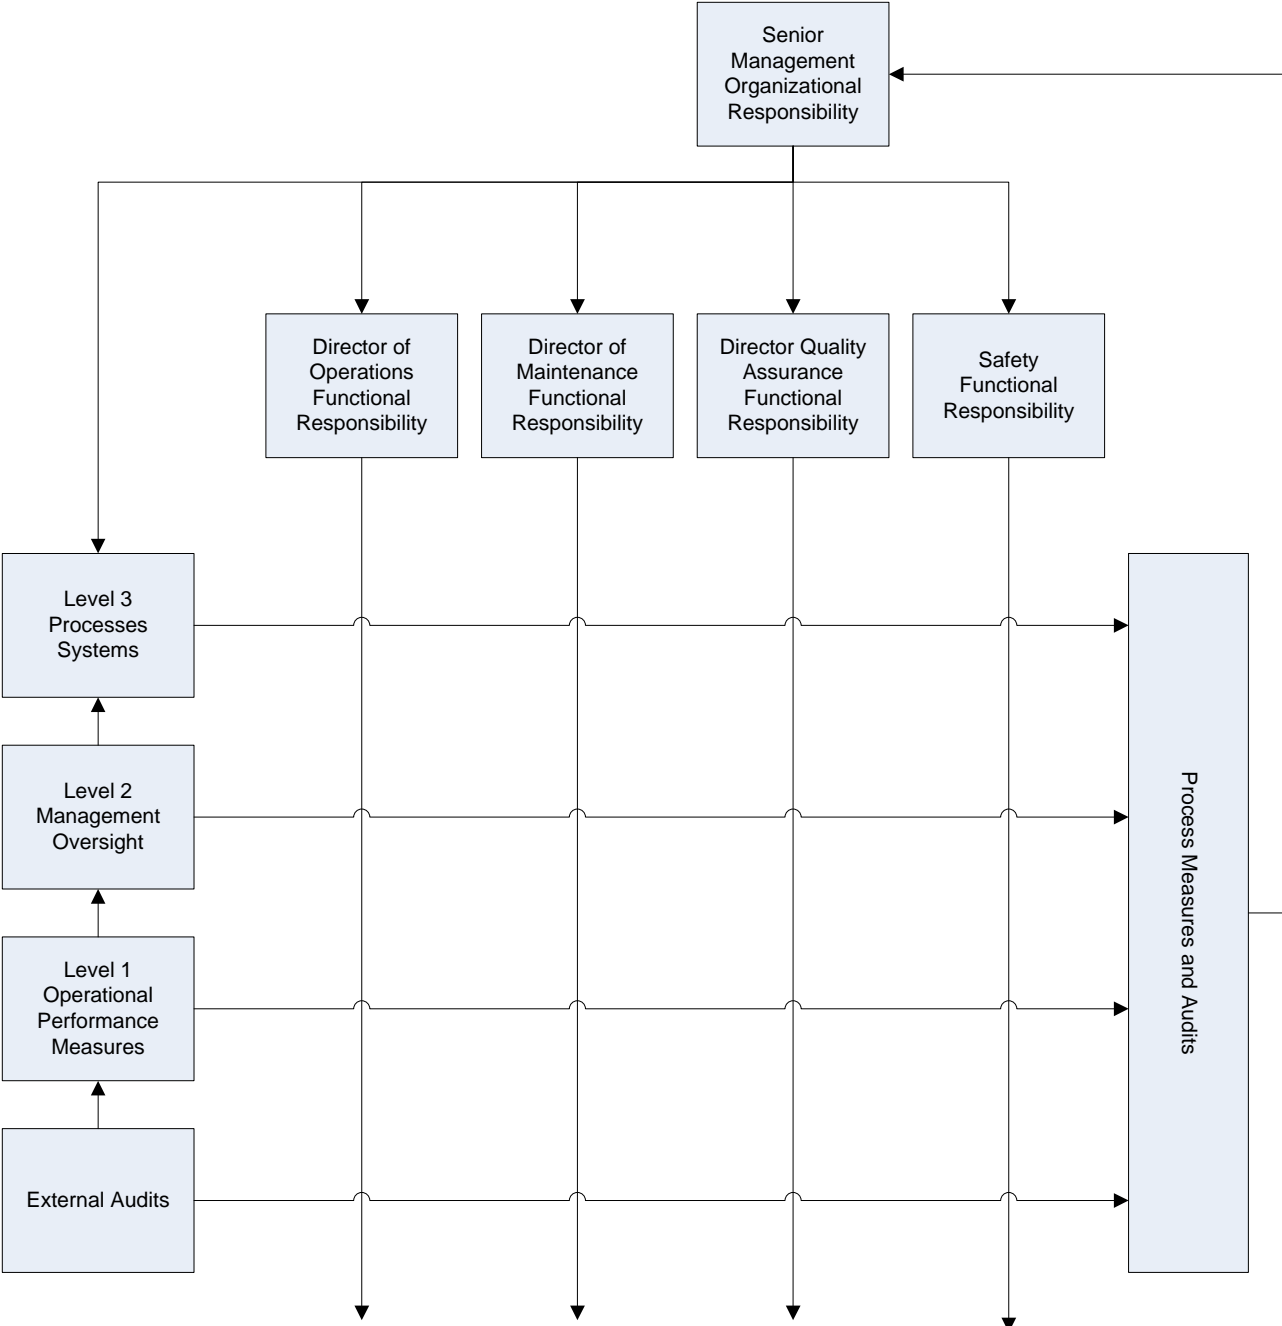 Senior
Management
Organizational
Responsibility
Director of
Operations
Functional
Responsibility
Director of
Maintenance
Functional
Responsibility
Director Quality
Assurance
Functional
Responsibility
Safety
Functional
Responsibility
Level 3
Processes
Systems
Level 2
Management
Oversight
Level 1
Operational
Performance
Measures
External Audits
Process Measures and Audits